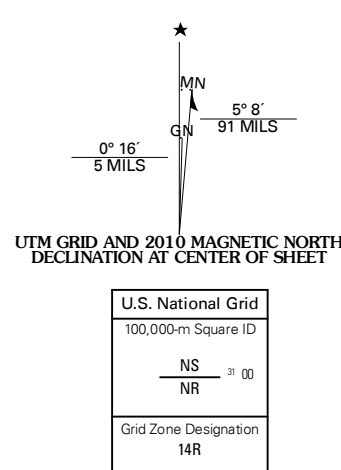 ★
MN
5° 8´
91 MILS
GN
0° 16´
5 MILS
UTM GRID AND 2010 MAGNETIC NORTH
DECLINATION AT CENTER OF SHEET
U.S. National Grid
100,000-m Square ID
NS
31 00
NR
Grid Zone Designation
14R